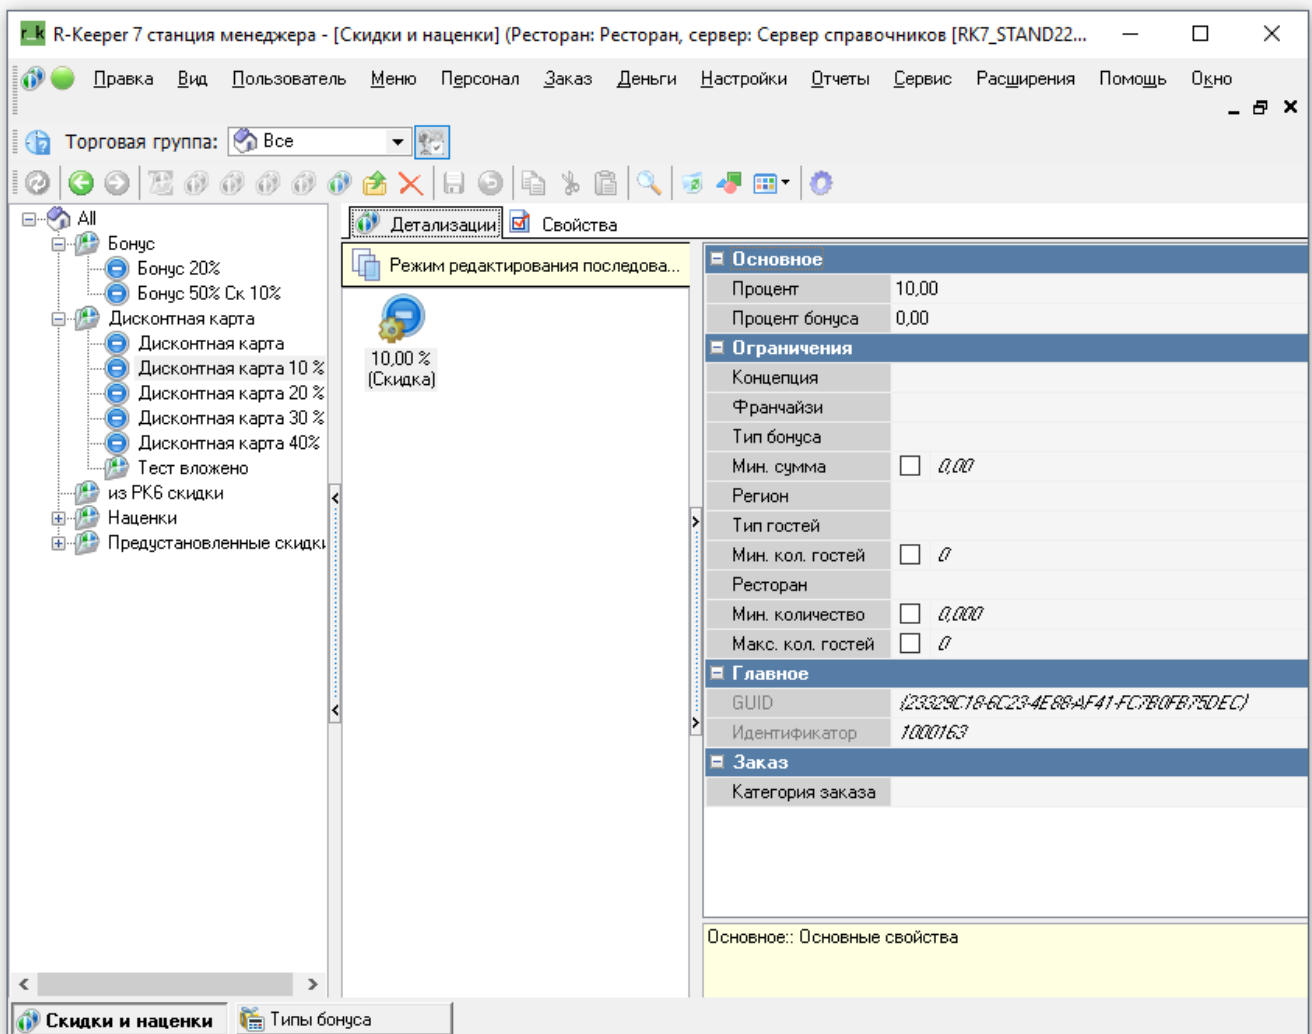 r_k R-Keeper 7 станция менеджера - [Скидки и наценки] (Ресторан: Ресторан, сервер: Сервер справочников [RK7_STAND22...
Правка Вид Пользователь Меню Персонал Заказ Деньги Настройки Отчеты Сервис Расширения Помощь Окно
Торговая группа: Все
All
Бонус
Бонус 20%
Бонус 50% Ск 10%
Дисконтная карта
Дисконтная карта
Дисконтная карта 10 %
Дисконтная карта 20 %
Дисконтная карта 30 %
Дисконтная карта 40%
Тест вложено
из РК6 скидки
Наценки
Предустановленные скидки
Детализации Свойства
Режим редактирования последова...
10,00 %
(Скидка)
Основное
Процент 10,00
Процент бонуса 0,00
Ограничения
Концепция
Франчайзи
Тип бонуса
Мин. сумма 0,00
Регион
Тип гостей
Мин. кол. гостей 0
Ресторан
Мин. количество 0,000
Макс. кол. гостей 0
Главное
GUID {23329C18-6C23-4E88-AF41-FC7B0FB75DEC}
Идентификатор 1000163
Заказ
Категория заказа
Основное:: Основные свойства
Скидки и наценки Типы бонуса